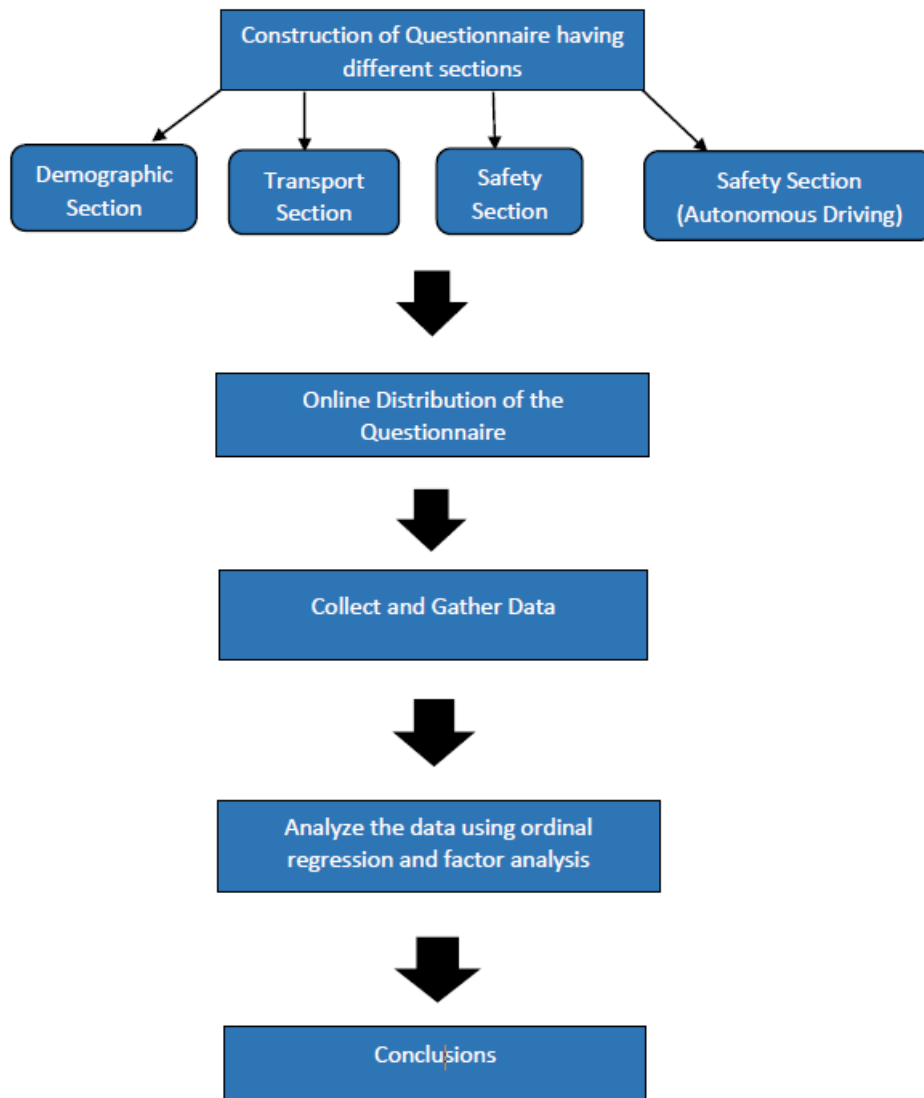 Construction of Questionnaire having
different sections
Demographic
Section
Transport
Section
Safety
Section
Safety Section
(Autonomous Driving)
Online Distribution of the
Questionnaire
Collect and Gather Data
Analyze the data using ordinal
regression and factor analysis
Conclusions